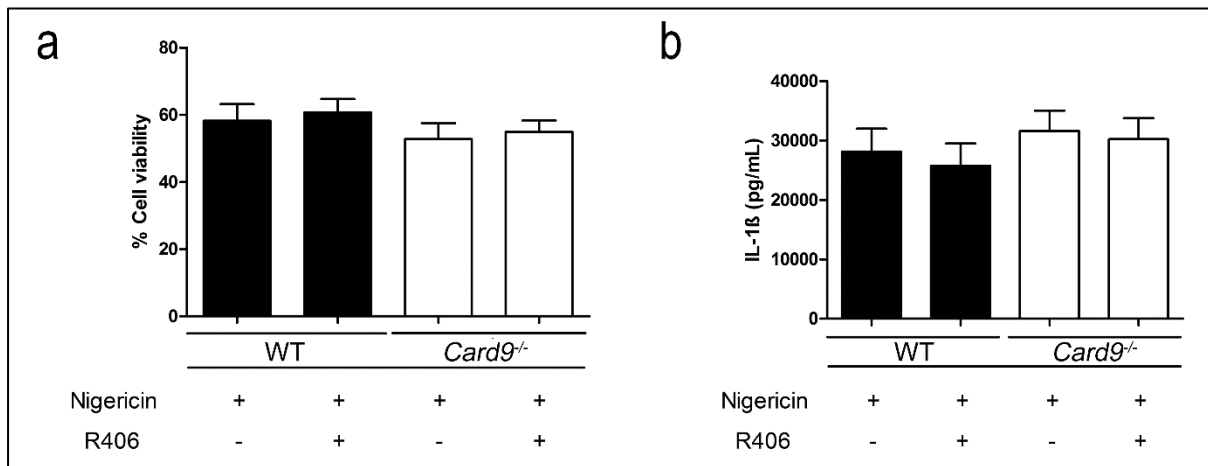 a
% Cell viability
80
60
40
20
0
WT Card9-/-
Nigericin + + + +
R406 - + - +
b
IL-1ß (pg/mL)
40000
30000
20000
10000
0
WT Card9-/-
Nigericin + + + +
R406 - + - +